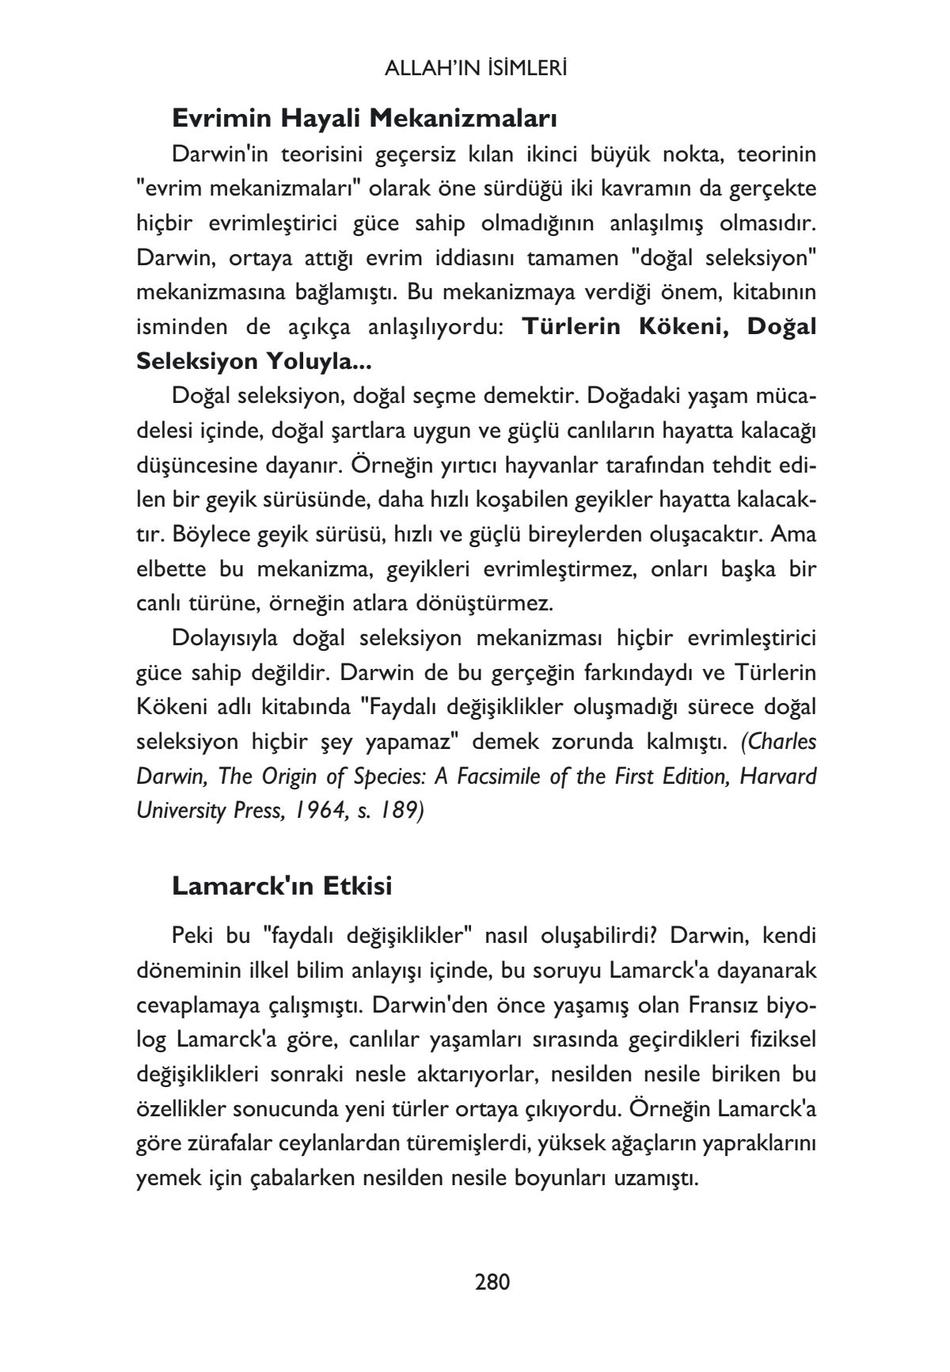 ALLAH'IN İSİMLERİ
Evrimin Hayali Mekanizmaları
Darwin'in teorisini geçersiz kılan ikinci büyük nokta, teorinin
"evrim mekanizmaları" olarak öne sürdüğü iki kavramın da gerçekte
hiçbir evrimleştirici güce sahip olmadığının anlaşılmış olmasıdır.
Darwin, ortaya attığı evrim iddiasını tamamen "doğal seleksiyon"
mekanizmasına bağlamıştı. Bu mekanizmaya verdiği önem, kitabının
isminden de açıkça anlaşılıyordu: Türlerin Kökeni, Doğal
Seleksiyon Yoluyla...
Doğal seleksiyon, doğal seçme demektir. Doğadaki yaşam müca-
delesi içinde, doğal şartlara uygun ve güçlü canlıların hayatta kalacağı
düşüncesine dayanır. Örneğin yırtıcı hayvanlar tarafından tehdit edi-
len bir geyik sürüsünde, daha hızlı koşabilen geyikler hayatta kalacak-
tır. Böylece geyik sürüsü, hızlı ve güçlü bireylerden oluşacaktır. Ama
elbette bu mekanizma, geyikleri evrimleştirmez, onları başka bir
canlı türüne, örneğin atlara dönüştürmez.
Dolayısıyla doğal seleksiyon mekanizması hiçbir evrimleştirici
güce sahip değildir. Darwin de bu gerçeğin farkındaydı ve Türlerin
Kökeni adlı kitabında "Faydalı değişiklikler oluşmadığı sürece doğal
seleksiyon hiçbir şey yapamaz" demek zorunda kalmıştı. (Charles
Darwin, The Origin of Species: A Facsimile of the First Edition, Harvard
University Press, 1964, s. 189)
Lamarck'ın Etkisi
Peki bu "faydalı değişiklikler" nasıl oluşabilirdi? Darwin, kendi
döneminin ilkel bilim anlayışı içinde, bu soruyu Lamarck'a dayanarak
cevaplamaya çalışmıştı. Darwin'den önce yaşamış olan Fransız biyo-
log Lamarck'a göre, canlılar yaşamları sırasında geçirdikleri fiziksel
değişiklikleri sonraki nesle aktarıyorlar, nesilden nesile biriken bu
özellikler sonucunda yeni türler ortaya çıkıyordu. Örneğin Lamarck'a
göre zürafalar ceylanlardan türemişlerdi, yüksek ağaçların yapraklarını
yemek için çabalarken nesilden nesile boyunları uzamıştı.
280